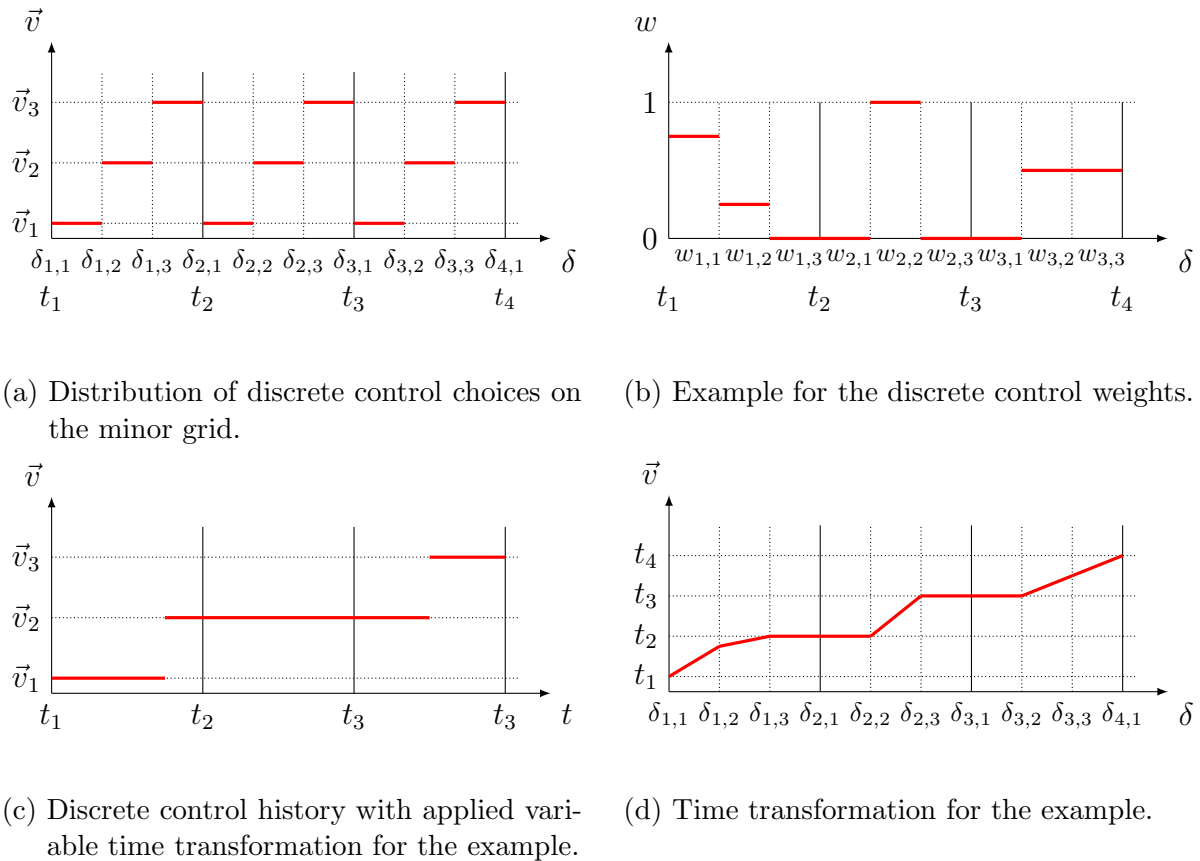 v⃗
v⃗₃
v⃗₂
v⃗₁
δ₁,₁ δ₁,₂ δ₁,₃ δ₂,₁ δ₂,₂ δ₂,₃ δ₃,₁ δ₃,₂ δ₃,₃ δ₄,₁ δ
t₁ t₂ t₃ t₄
(a) Distribution of discrete control choices on
the minor grid.
w
1
0
w₁,₁ w₁,₂ w₁,₃ w₂,₁ w₂,₂ w₂,₃ w₃,₁ w₃,₂ w₃,₃ δ
t₁ t₂ t₃ t₄
(b) Example for the discrete control weights.
v⃗
v⃗₃
v⃗₂
v⃗₁
t₁ t₂ t₃ t₃ t
(c) Discrete control history with applied vari-
able time transformation for the example.
v⃗
t₄
t₃
t₂
t₁
δ₁,₁ δ₁,₂ δ₁,₃ δ₂,₁ δ₂,₂ δ₂,₃ δ₃,₁ δ₃,₂ δ₃,₃ δ₄,₁ δ
(d) Time transformation for the example.